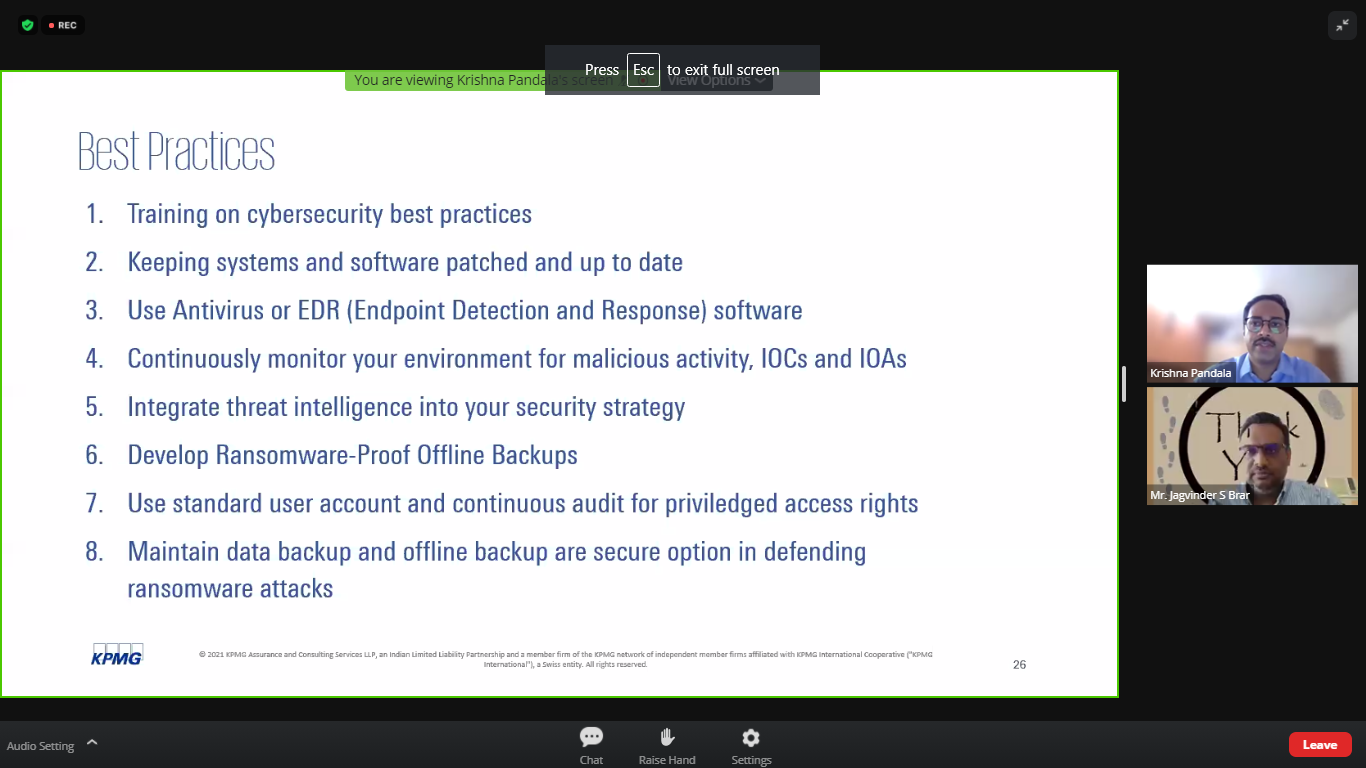 REC
Press Esc to exit full screen
You are viewing Krishna Pandala's screen View Options
Best Practices
1. Training on cybersecurity best practices
2. Keeping systems and software patched and up to date
3. Use Antivirus or EDR (Endpoint Detection and Response) software
4. Continuously monitor your environment for malicious activity, IOCs and IOAs
5. Integrate threat intelligence into your security strategy
6. Develop Ransomware-Proof Offline Backups
7. Use standard user account and continuous audit for priviledged access rights
8. Maintain data backup and offline backup are secure option in defending
ransomware attacks
KPMG
© 2021 KPMG Assurance and Consulting Services LLP, an Indian Limited Liability Partnership and a member firm of the KPMG network of independent member firms affiliated with KPMG International Cooperative ("KPMG
International"), a Swiss entity. All rights reserved.
26
Krishna Pandala
Mr. Jagvinder S Brar
Audio Setting
Chat
Raise Hand
Settings
Leave